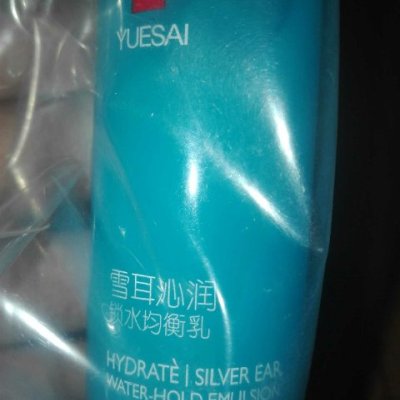 YUESAI
雪耳沁润
锁水均衡乳
HYDRATÈ | SILVER EAR
WATER-HOLD EMULSION